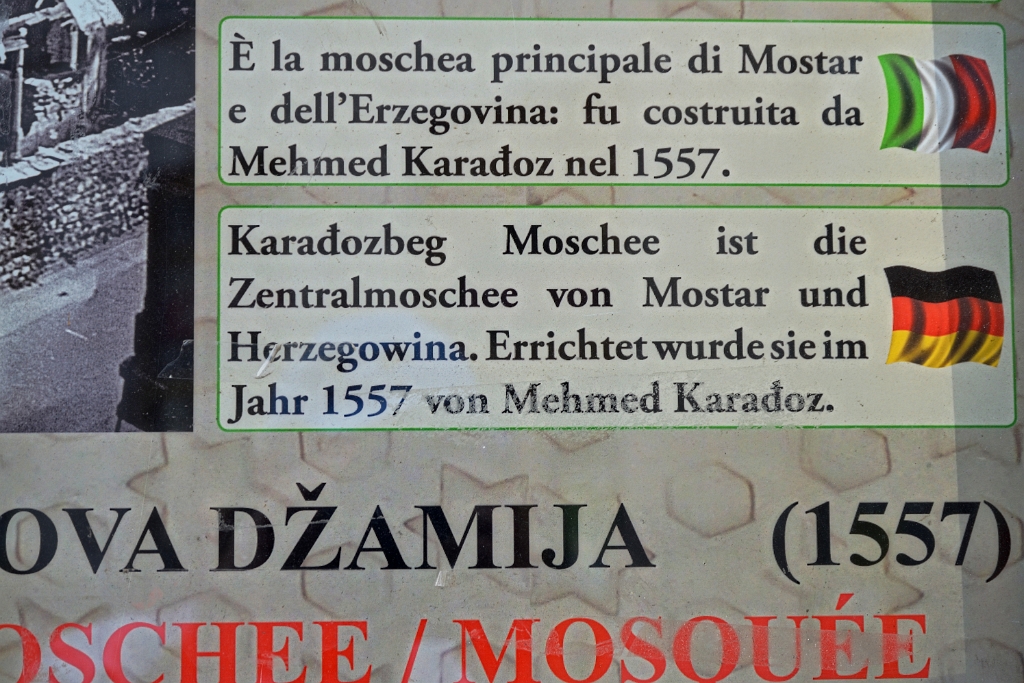 È la moschea principale di Mostar
e dell'Erzegovina: fu costruita da
Mehmed Karađoz nel 1557.
Karađozbeg Moschee ist die
Zentralmoschee von Mostar und
Herzegowina. Errichtet wurde sie im
Jahr 1557 von Mehmed Karađoz.
OVA DŽAMIJA (1557)
OSCHEE / MOSQUÉE